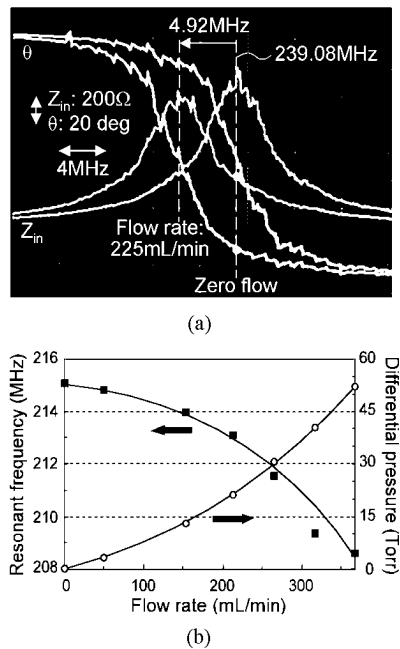 4.92MHz
239.08MHz
θ
Zin: 200Ω
θ: 20 deg
4MHz
Zin
Flow rate:
225mL/min
Zero flow
(a)
216
214
212
210
208
Resonant frequency (MHz)
60
45
30
15
0
Differential pressure (Torr)
0
100
200
300
Flow rate (mL/min)
(b)